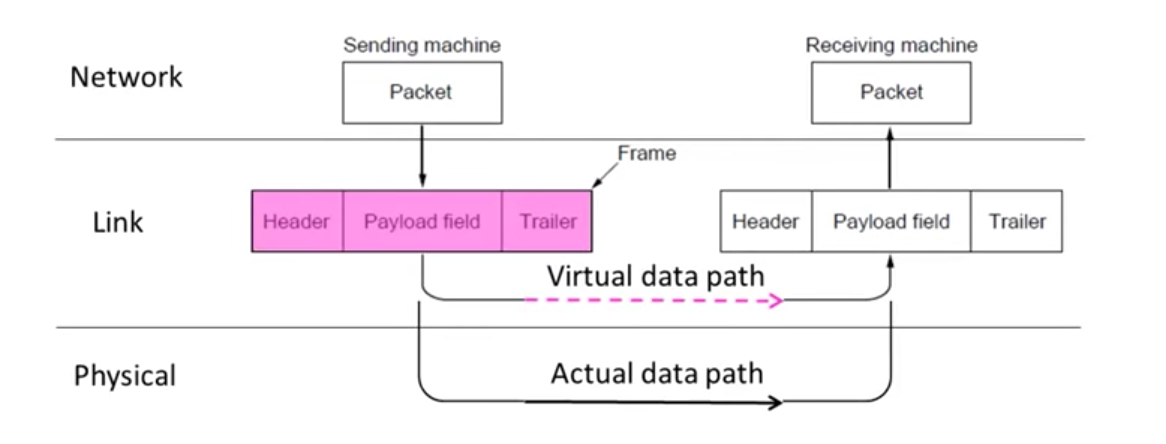 Sending machine
Receiving machine
Network
Packet
Packet
Frame
Link
Header
Payload field
Trailer
Header
Payload field
Trailer
Virtual data path
Physical
Actual data path